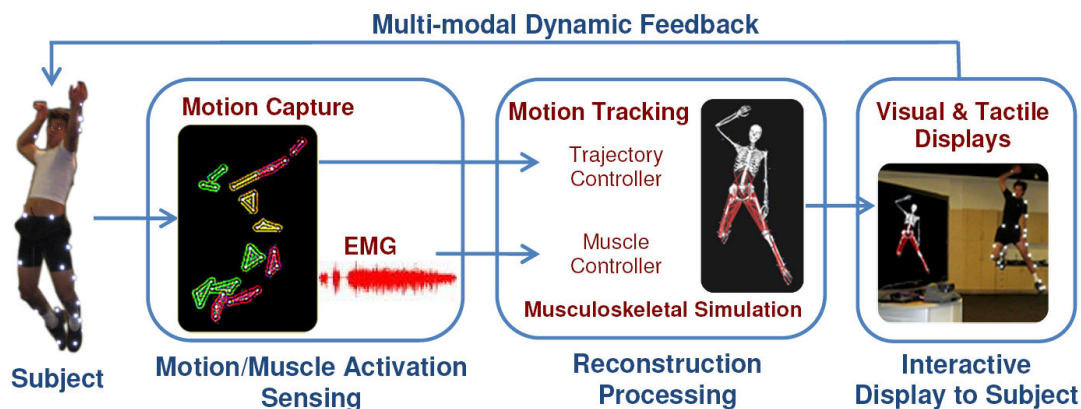 Multi-modal Dynamic Feedback
Motion Capture
EMG
Motion Tracking
Trajectory
Controller
Muscle
Controller
Musculoskeletal Simulation
Visual & Tactile
Displays
Subject
Motion/Muscle Activation
Sensing
Reconstruction
Processing
Interactive
Display to Subject